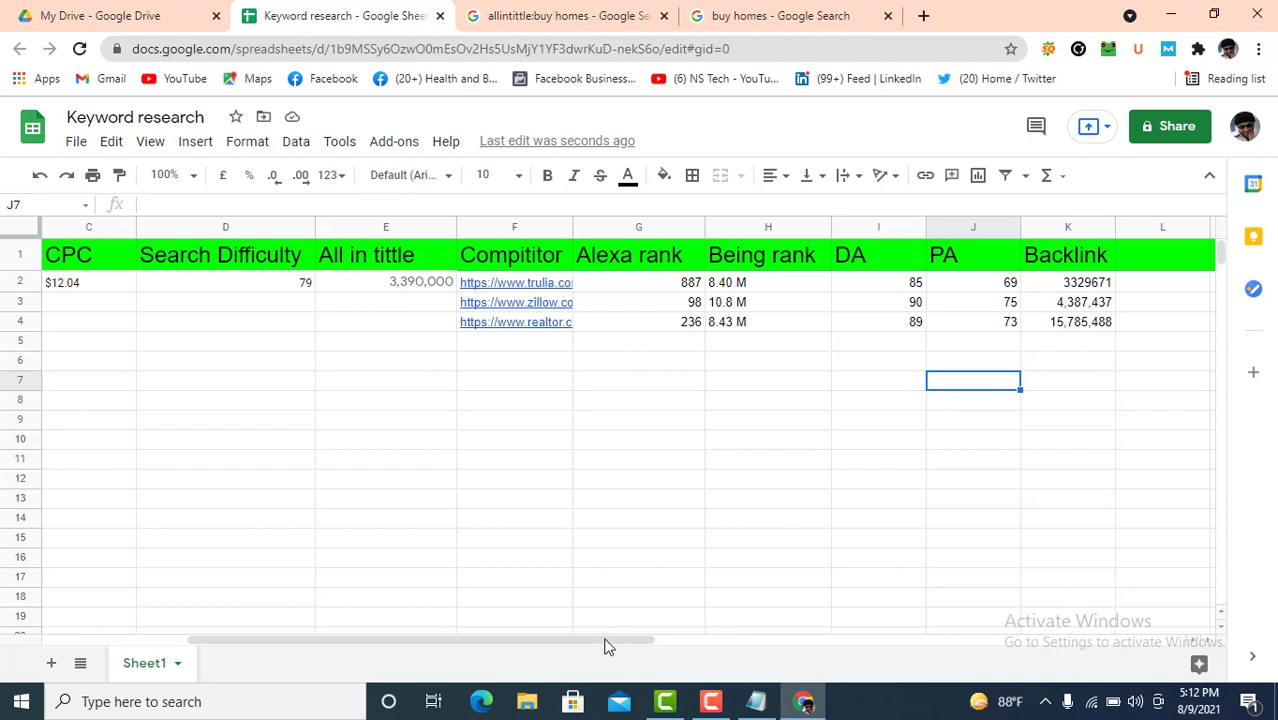 My Drive - Google Drive
Keyword research - Google Shee
allintittle:buy homes - Google Se
buy homes - Google Search
docs.google.com/spreadsheets/d/1b9MSSy6OzwO0mEsOv2Hs5UsMjY1YF3dwrKuD-nekS6o/edit#gid=0
Apps
Gmail
YouTube
Maps
Facebook
(20+) Health and B...
Facebook Business...
(6) NS Tech - YouTu...
(99+) Feed | LinkedIn
(20) Home / Twitter
Reading list
Keyword research
File Edit View Insert Format Data Tools Add-ons Help Last edit was seconds ago
Share
100% £ % .0 .00 123 Default (Ari... 10 B I S A
J7 fx
C D E F G H I J K L
1 CPC Search Difficulty All in tittle Compititor Alexa rank Being rank DA PA Backlink
2 $12.04 79 3,390,000 https://www.trulia.co 887 8.40 M 85 69 3329671
3 https://www.zillow.co 98 10.8 M 90 75 4,387,437
4 https://www.realtor.c 236 8.43 M 89 73 15,785,488
5
6
7
8
9
10
11
12
13
14
15
16
17
18
19
Activate Windows
Go to Settings to activate Windows.
Sheet1
Type here to search
88°F
5:12 PM
8/9/2021